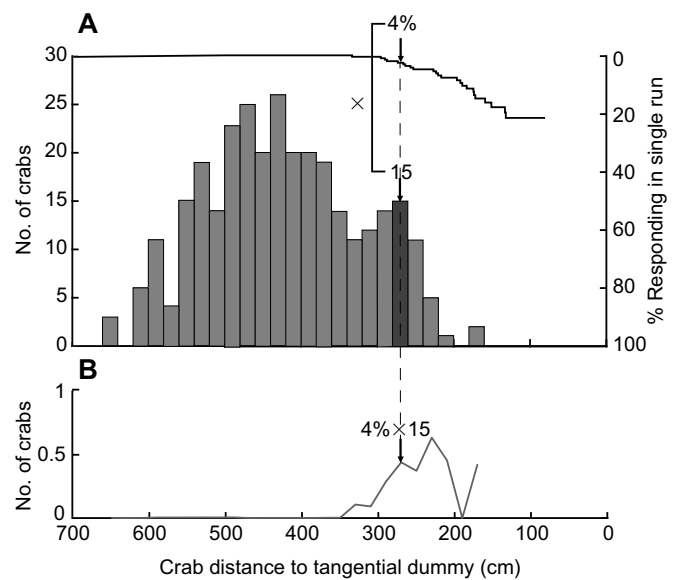 A
4%
30
25
20
15
10
5
0
No. of crabs
×
15
0
20
40
60
80
100
% Responding in single run
B
1
0.5
0
No. of crabs
4% × 15
700 600 500 400 300 200 100 0
Crab distance to tangential dummy (cm)